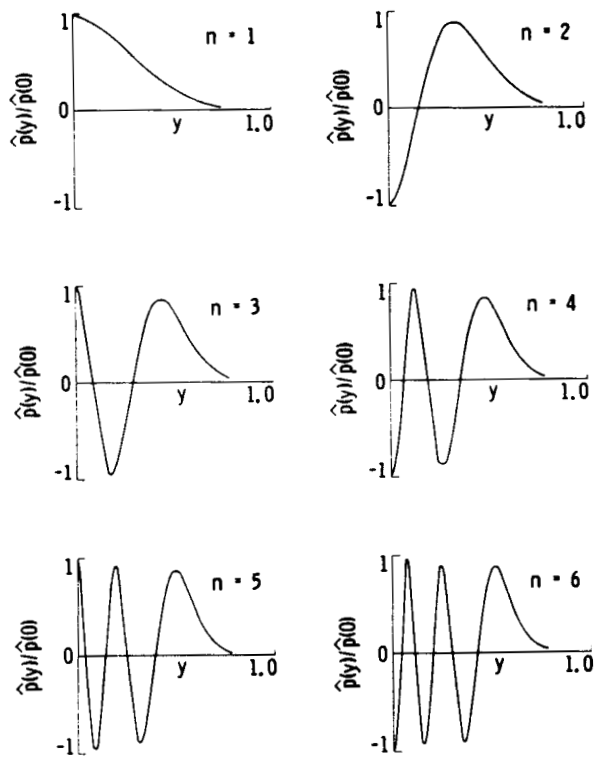 1
n = 1
p̂(y)/p̂(0)
0
y
1.0
-1
1
n = 2
p̂(y)/p̂(0)
0
y
1.0
-1
1
n = 3
p̂(y)/p̂(0)
0
y
1.0
-1
1
n = 4
p̂(y)/p̂(0)
0
y
1.0
-1
1
n = 5
p̂(y)/p̂(0)
0
y
1.0
-1
1
n = 6
p̂(y)/p̂(0)
0
y
1.0
-1